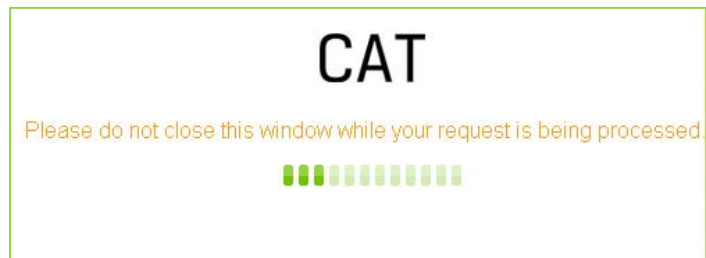 CAT
Please do not close this window while your request is being processed.